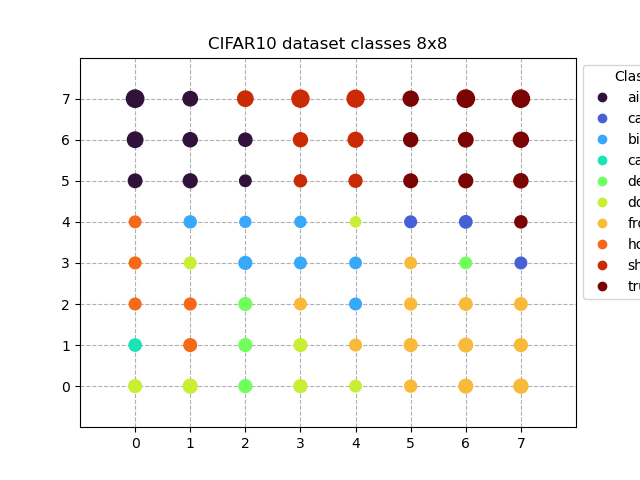 CIFAR10 dataset classes 8x8
7
6
5
4
3
2
1
0
0 1 2 3 4 5 6 7
Clas
ai
ca
bi
ca
de
do
fro
ho
sh
tru